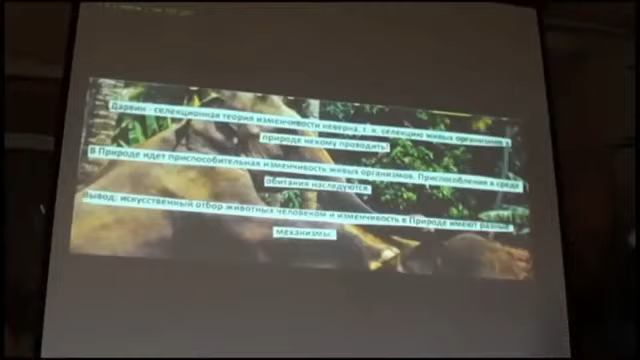 Дарвин - селекционная теория изменчивости неверна, т. к. селекцию живых организмов в
природе некому проводить!
В Природе идет приспособительная изменчивость живых организмов. Приспособления к среде
обитания наследуются.
Вывод: искусственный отбор животных человеком и изменчивость в Природе имеют разные
механизмы.